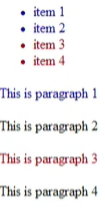 item 1
item 2
item 3
item 4
This is paragraph 1
This is paragraph 2
This is paragraph 3
This is paragraph 4